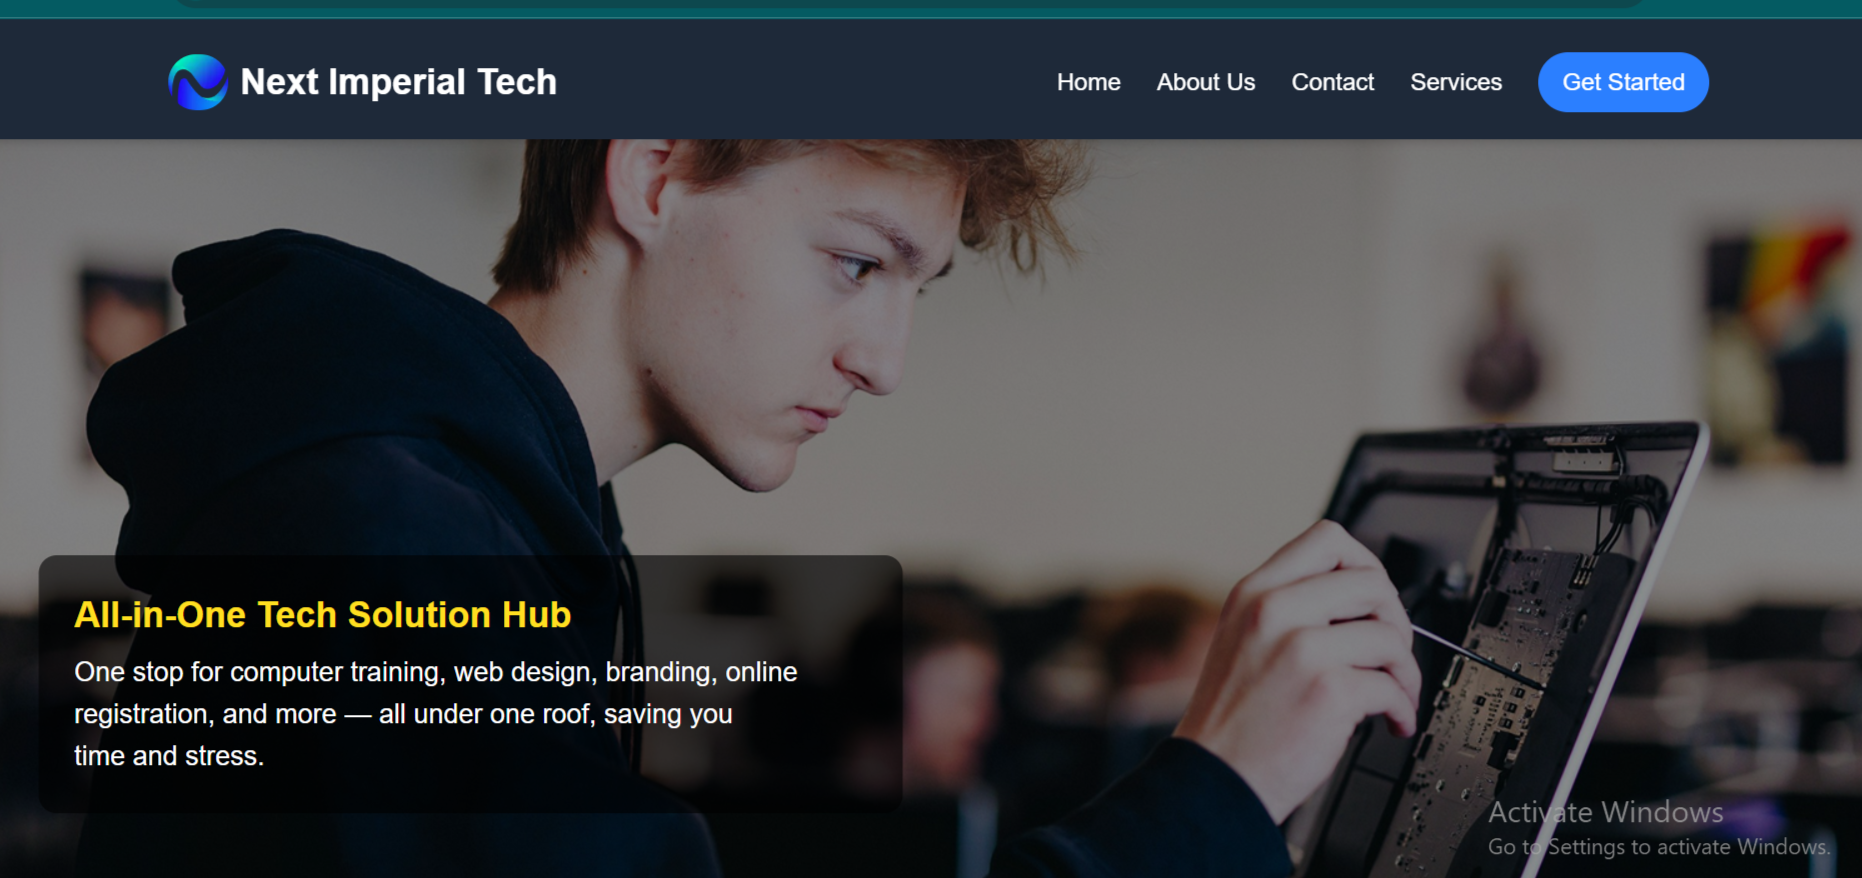 Next Imperial Tech
Home About Us Contact Services Get Started
All-in-One Tech Solution Hub
One stop for computer training, web design, branding, online
registration, and more — all under one roof, saving you
time and stress.
Activate Windows
Go to Settings to activate Windows.